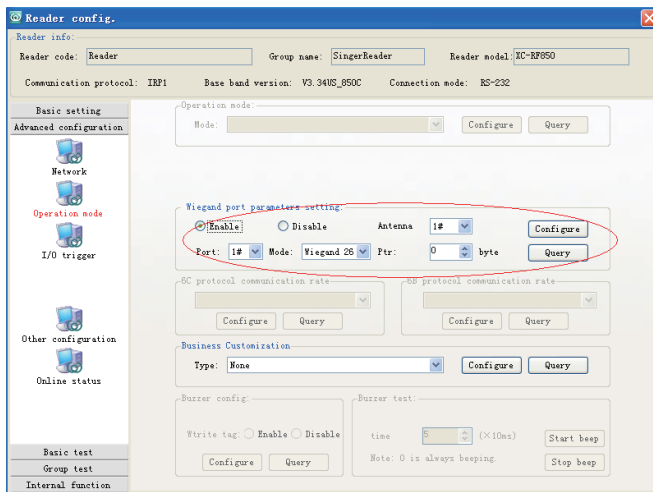 Reader config.
Reader info:
Reader code: Reader Group name: SingerReader Reader model: XC-RF850
Communication protocol: IRP1 Base band version: V3.34US_850C Connection mode: RS-232
Basic setting
Advanced configuration
Network
Operation mode
I/O trigger
Other configuration
Online status
Basic test
Group test
Internal function
Operation mode:
Mode: Configure Query
Wiegand port parameters setting:
Enable Disable Antenna 1# Configure
Port: 1# Mode: Wiegand 26 Ptr: 0 byte Query
6C protocol communication rate
Configure Query
6B protocol communication rate
Configure Query
Business Customization
Type: None Configure Query
Buzzer config:
Wtrite tag: Enable Disable
Configure Query
Buzzer test:
time 5 (×10ms) Start beep
Note: 0 is always beeping. Stop beep